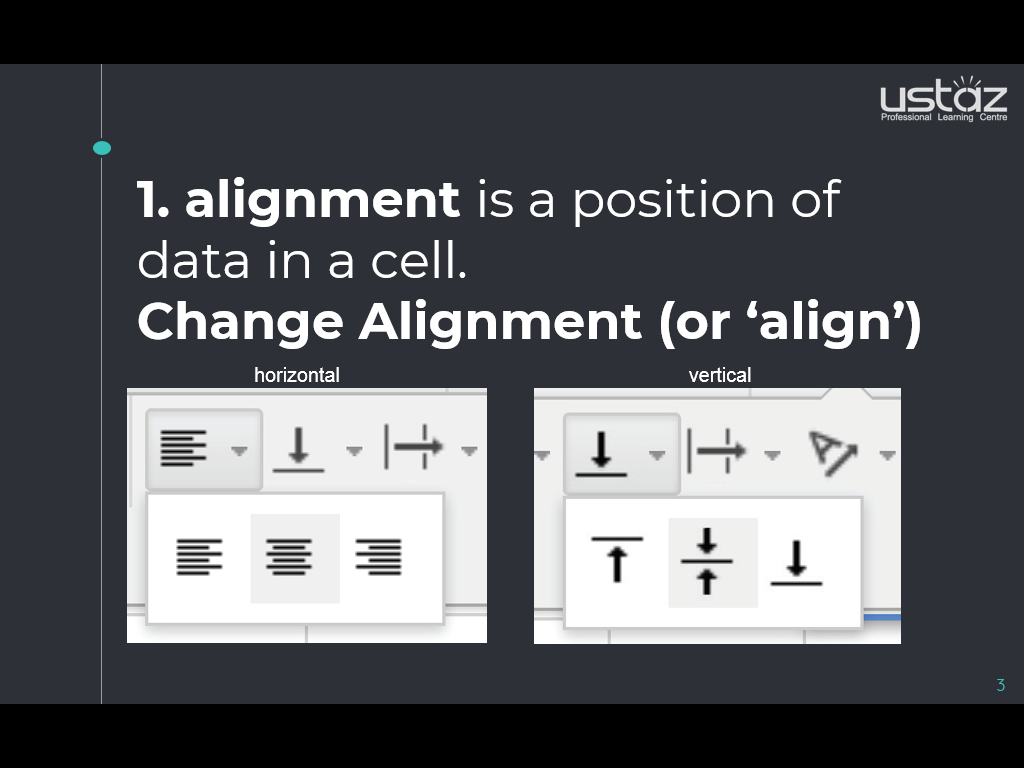 ustaz
Professional Learning Centre
1. alignment is a position of
data in a cell.
Change Alignment (or ‘align’)
horizontal
vertical
3